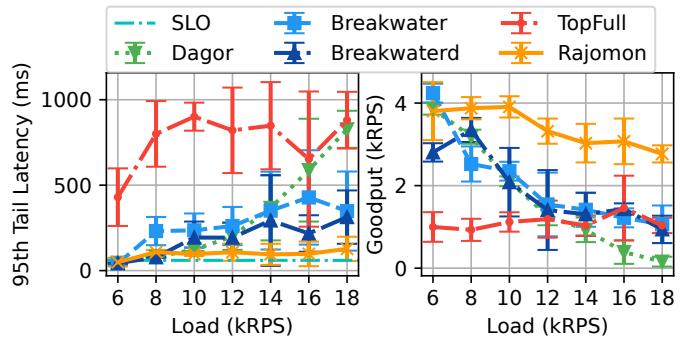 SLO
Breakwater
TopFull
Dagor
Breakwaterd
Rajomon
95th Tail Latency (ms)
1000
500
0
6 8 10 12 14 16 18
Load (kRPS)
Goodput (kRPS)
4
2
0
6 8 10 12 14 16 18
Load (kRPS)